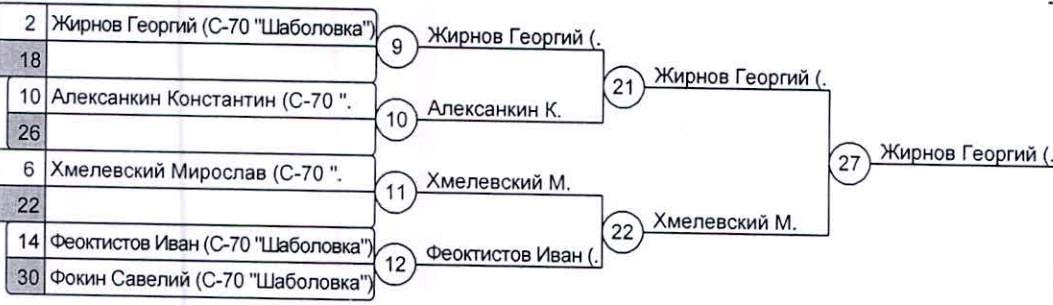 2 Жирнов Георгий (С-70 "Шаболовка")
18
10 Алексанкин Константин (С-70 ".
26
6 Хмелевский Мирослав (С-70 ".
22
14 Феоктистов Иван (С-70 "Шаболовка")
30 Фокин Савелий (С-70 "Шаболовка")
9 Жирнов Георгий (.
10 Алексанкин К.
11 Хмелевский М.
12 Феоктистов Иван (.
21 Жирнов Георгий (.
22 Хмелевский М.
27 Жирнов Георгий (.